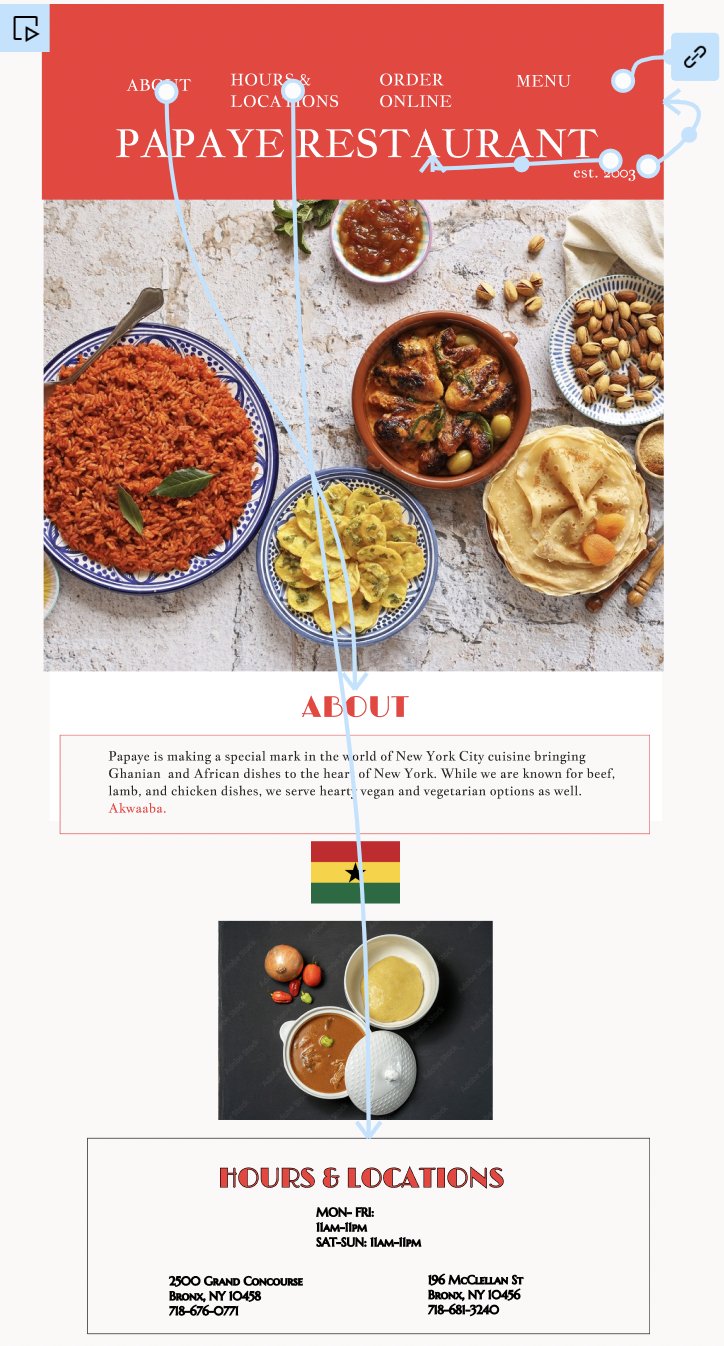 ABOUT
HOURS &
LOCATIONS
ORDER
ONLINE
MENU
PAPAYE RESTAURANT
est. 2003
ABOUT
Papaye is making a special mark in the world of New York City cuisine bringing
Ghanian and African dishes to the heart of New York. While we are known for beef,
lamb, and chicken dishes, we serve hearty vegan and vegetarian options as well.
Akwaaba.
HOURS & LOCATIONS
MON- FRI:
11AM-11PM
SAT-SUN: 11AM-11PM
2500 GRAND CONCOURSE
BRONX, NY 10458
718-676-0771
196 MCCLELLAN ST
BRONX, NY 10456
718-681-3240